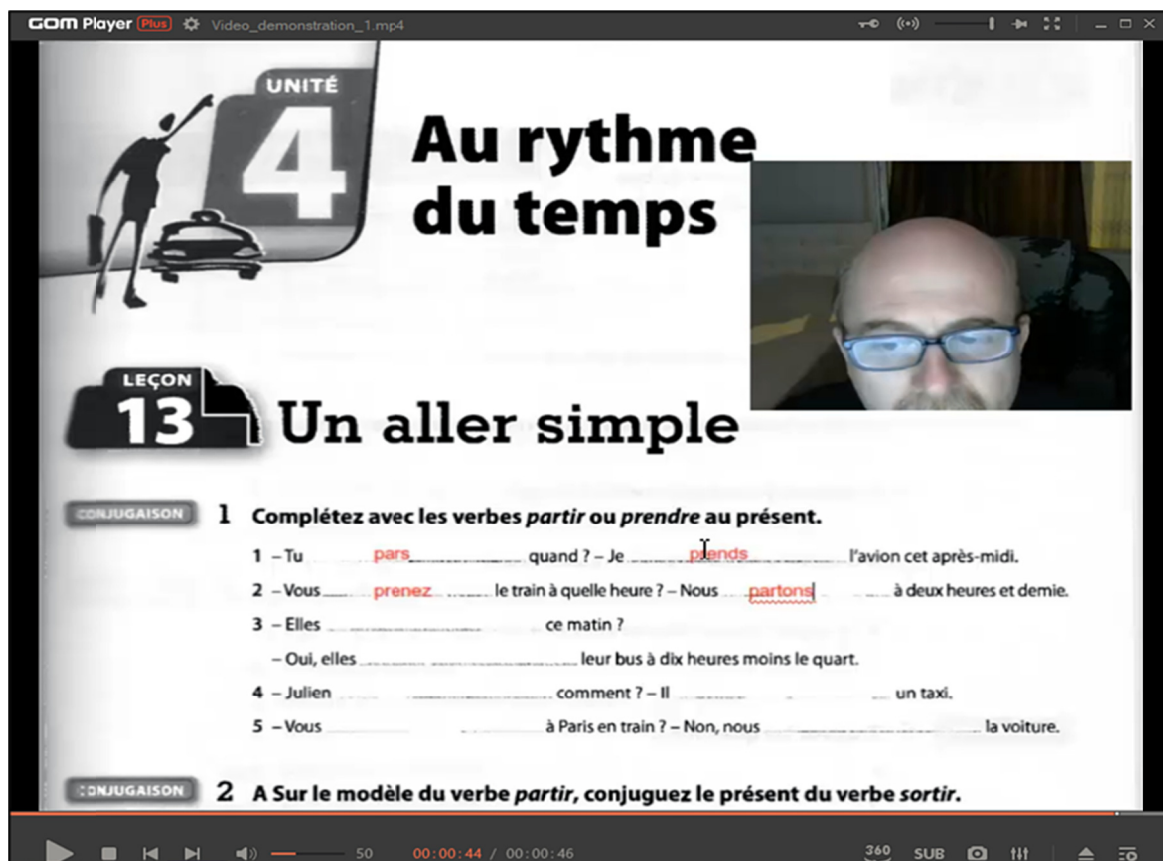 GOM Player Plus Video_demonstration_1.mp4
UNITÉ
4
Au rythme
du temps
LEÇON
13
Un aller simple
CONJUGAISON 1 Complétez avec les verbes partir ou prendre au présent.
1 – Tu pars quand ? – Je prends l'avion cet après-midi.
2 – Vous prenez le train à quelle heure ? – Nous partons à deux heures et demie.
3 – Elles ce matin ?
– Oui, elles leur bus à dix heures moins le quart.
4 – Julien comment ? – Il un taxi.
5 – Vous à Paris en train ? – Non, nous la voiture.
CONJUGAISON 2 A Sur le modèle du verbe partir, conjuguez le présent du verbe sortir.
50 00:00:44 / 00:00:46 360 SUB